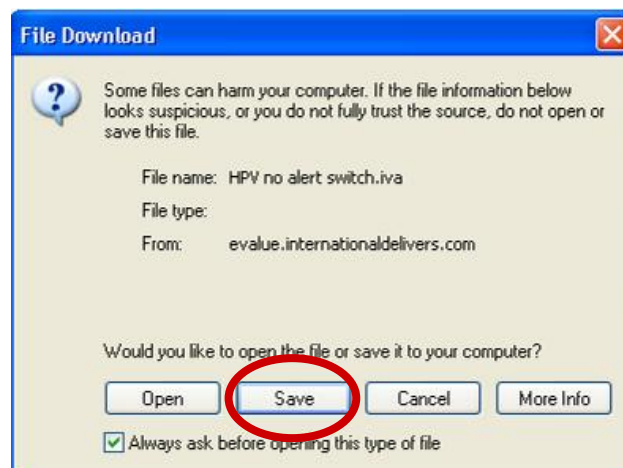 File Download
Some files can harm your computer. If the file information below
looks suspicious, or you do not fully trust the source, do not open or
save this file.
File name: HPV no alert switch.iva
File type:
From: evalue.internationaldelivers.com
Would you like to open the file or save it to your computer?
Open Save Cancel More Info
Always ask before opening this type of file